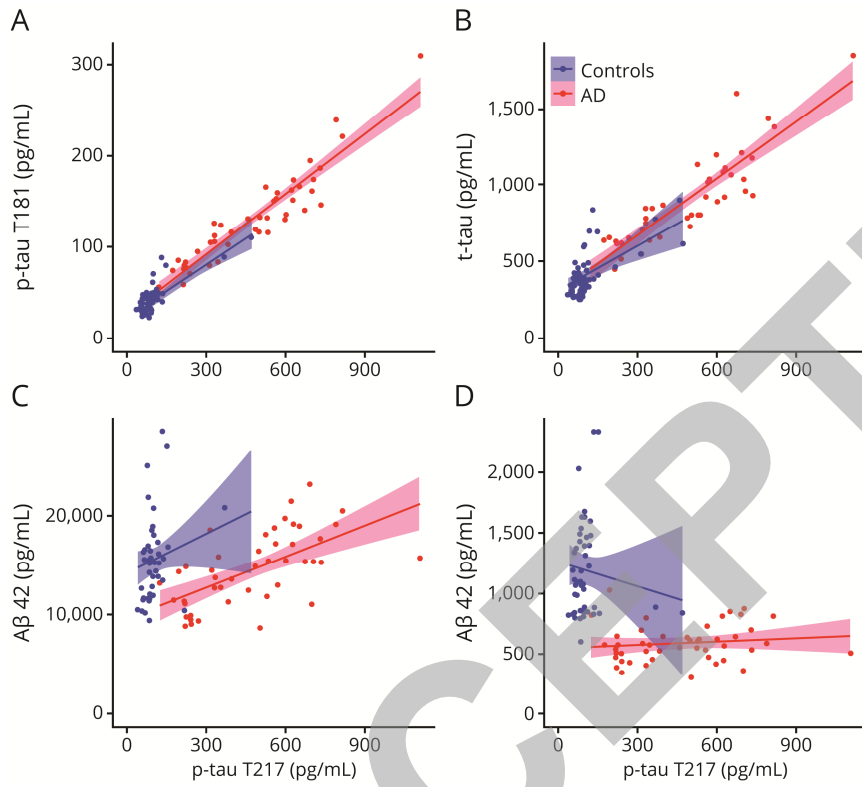 A
p-tau T181 (pg/mL)
300
200
100
0
0 300 600 900
B
Controls
AD
t-tau (pg/mL)
1,500
1,000
500
0
0 300 600 900
C
Aβ 42 (pg/mL)
20,000
10,000
0
0 300 600 900
p-tau T217 (pg/mL)
D
Aβ 42 (pg/mL)
2,000
1,500
1,000
500
0
0 300 600 900
p-tau T217 (pg/mL)
CEPT